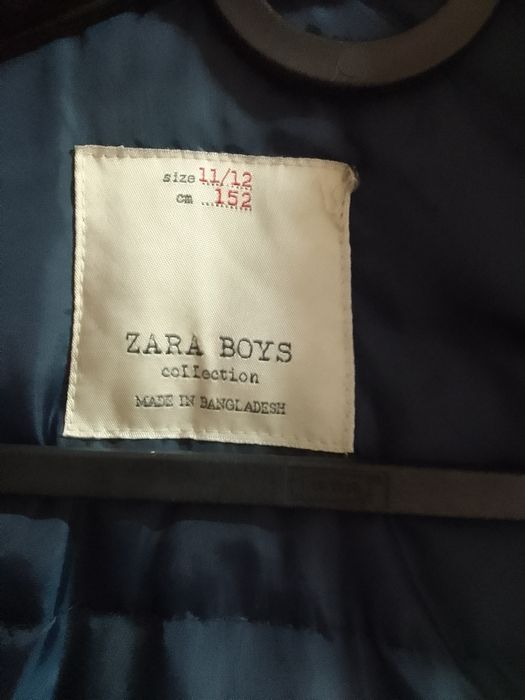 size 11/12
cm 152
ZARA BOYS
collection
MADE IN BANGLADESH